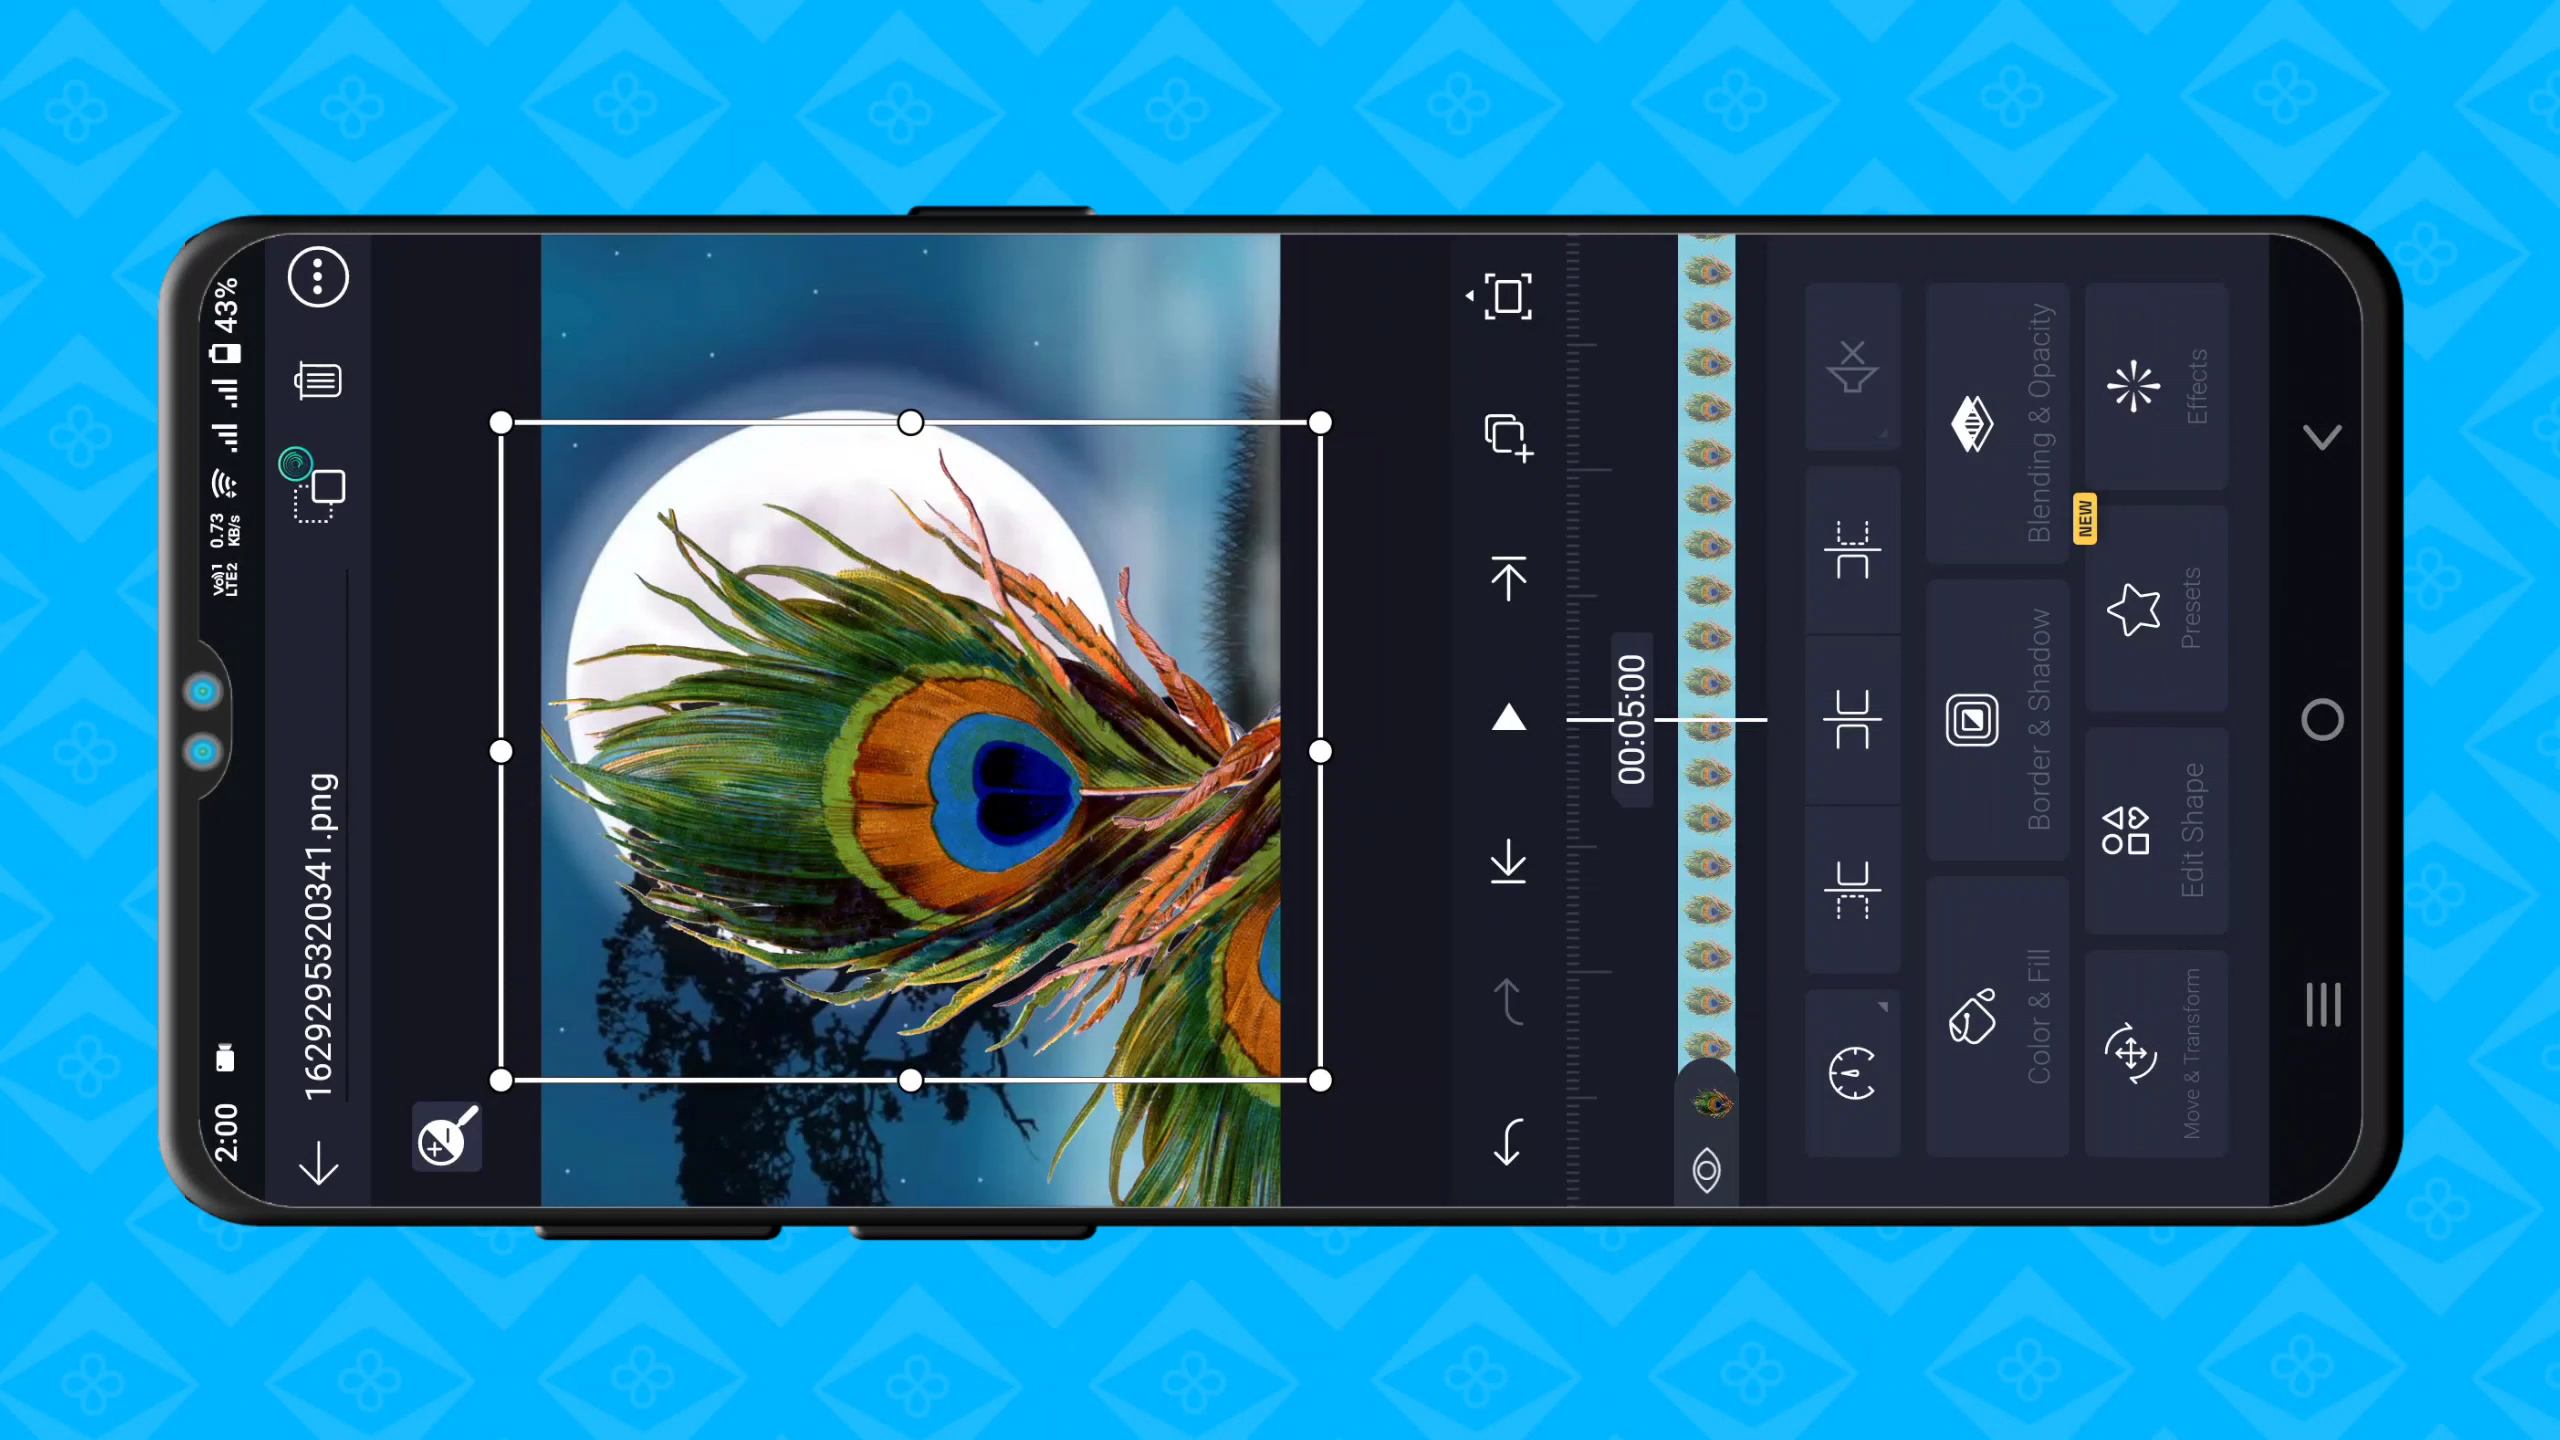 2:00
Vo)) 1
LTE2
0.73
KB/s
43%
1629295320341.png
00:05:00
Color & Fill
Border & Shadow
Blending & Opacity
NEW
Move & Transform
Edit Shape
Presets
Effects